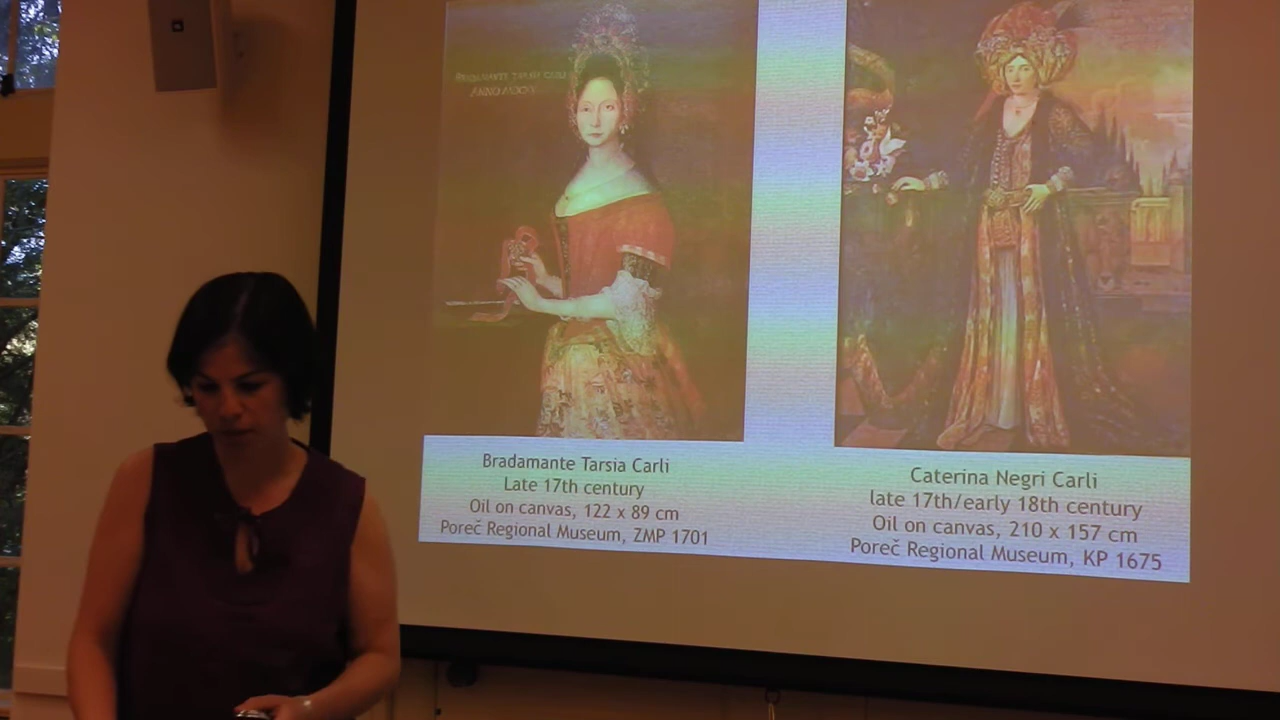 Bradamante Tarsia Carli
Late 17th century
Oil on canvas, 122 x 89 cm
Poreč Regional Museum, ZMP 1701
Caterina Negri Carli
late 17th/early 18th century
Oil on canvas, 210 x 157 cm
Poreč Regional Museum, KP 1675